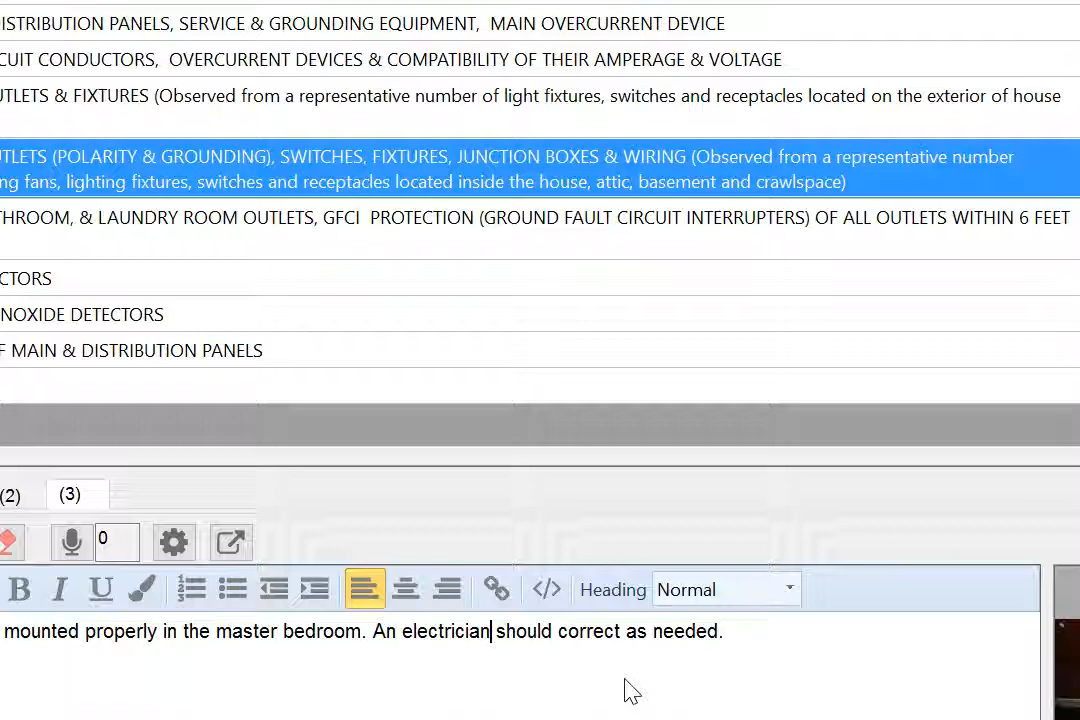 ISTRIBUTION PANELS, SERVICE & GROUNDING EQUIPMENT, MAIN OVERCURRENT DEVICE
CUIT CONDUCTORS, OVERCURRENT DEVICES & COMPATIBILITY OF THEIR AMPERAGE & VOLTAGE
UTLETS & FIXTURES (Observed from a representative number of light fixtures, switches and receptacles located on the exterior of house
UTLETS (POLARITY & GROUNDING), SWITCHES, FIXTURES, JUNCTION BOXES & WIRING (Observed from a representative number
ng fans, lighting fixtures, switches and receptacles located inside the house, attic, basement and crawlspace)
THROOM, & LAUNDRY ROOM OUTLETS, GFCI PROTECTION (GROUND FAULT CIRCUIT INTERRUPTERS) OF ALL OUTLETS WITHIN 6 FEET
CTORS
NOXIDE DETECTORS
F MAIN & DISTRIBUTION PANELS
(2) (3)
0
B I U </> Heading Normal
mounted properly in the master bedroom. An electrician should correct as needed.